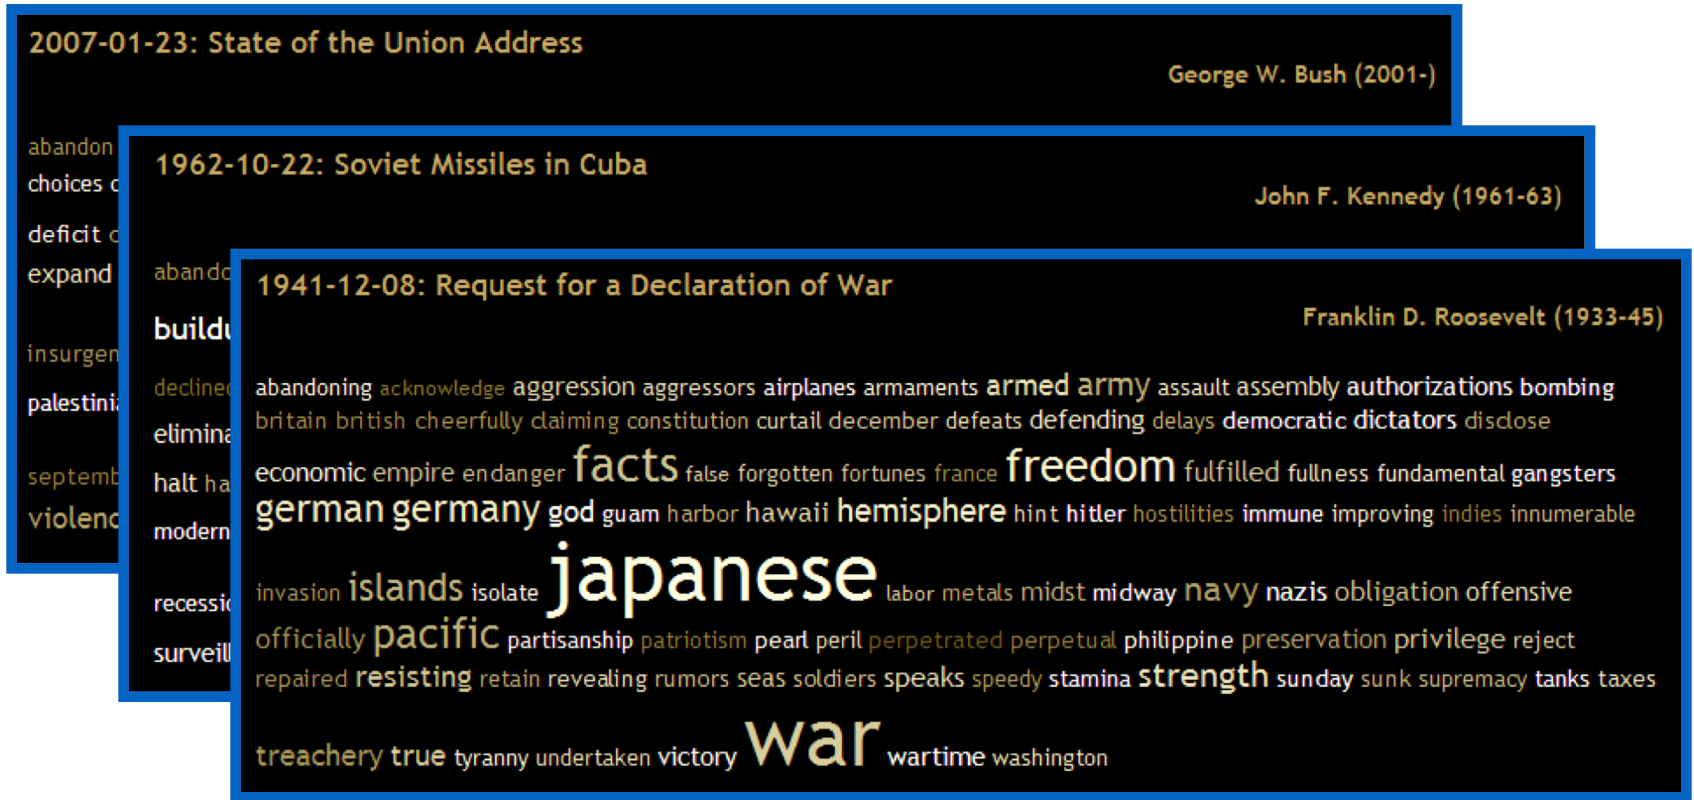 2007-01-23: State of the Union Address
George W. Bush (2001-)
abandon
choices
deficit
expand
insurgen
palestini
septemb
violenc
1962-10-22: Soviet Missiles in Cuba
John F. Kennedy (1961-63)
abando
buildu
declined
elimina
halt ha
modern
recessio
surveill
1941-12-08: Request for a Declaration of War
Franklin D. Roosevelt (1933-45)
abandoning acknowledge aggression aggressors airplanes armaments armed army assault assembly authorizations bombing
britain british cheerfully claiming constitution curtail december defeats defending delays democratic dictators disclose
economic empire endanger facts false forgotten fortunes france freedom fulfilled fullness fundamental gangsters
german germany god guam harbor hawaii hemisphere hint hitler hostilities immune improving indies innumerable
invasion islands isolate japanese labor metals midst midway navy nazis obligation offensive
officially pacific partisanship patriotism pearl peril perpetrated perpetual philippine preservation privilege reject
repaired resisting retain revealing rumors seas soldiers speaks speedy stamina strength sunday sunk supremacy tanks taxes
treachery true tyranny undertaken victory war wartime washington